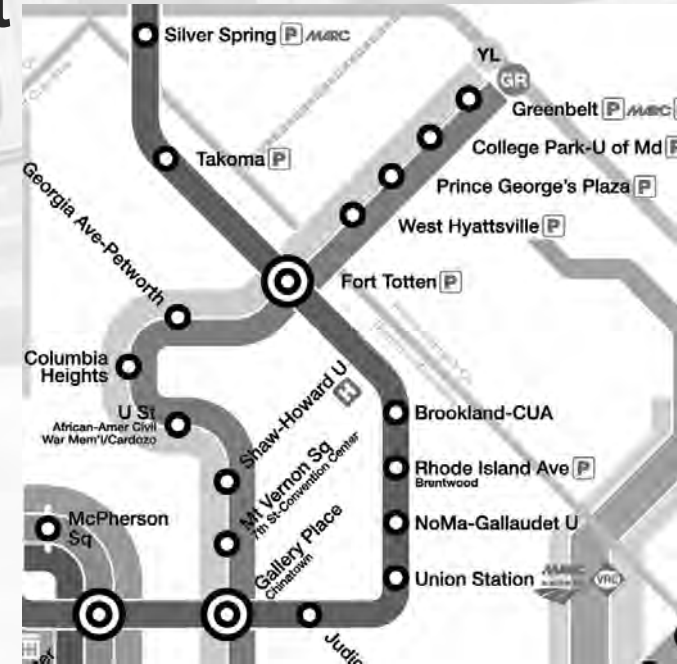 Silver Spring P MARC
YL
GR
Greenbelt P MARC
Takoma P
College Park-U of Md P
Prince George's Plaza P
Georgia Ave-Petworth
West Hyattsville P
Fort Totten P
Columbia
Heights
U St
African-Amer Civil
War Mem'l/Cardozo
Shaw-Howard U
H
Brookland-CUA
Mt Vernon Sq
7th St-Convention Center
Rhode Island Ave P
Brentwood
McPherson
Sq
NoMa-Gallaudet U
Gallery Place
Chinatown
Union Station MARC VRE